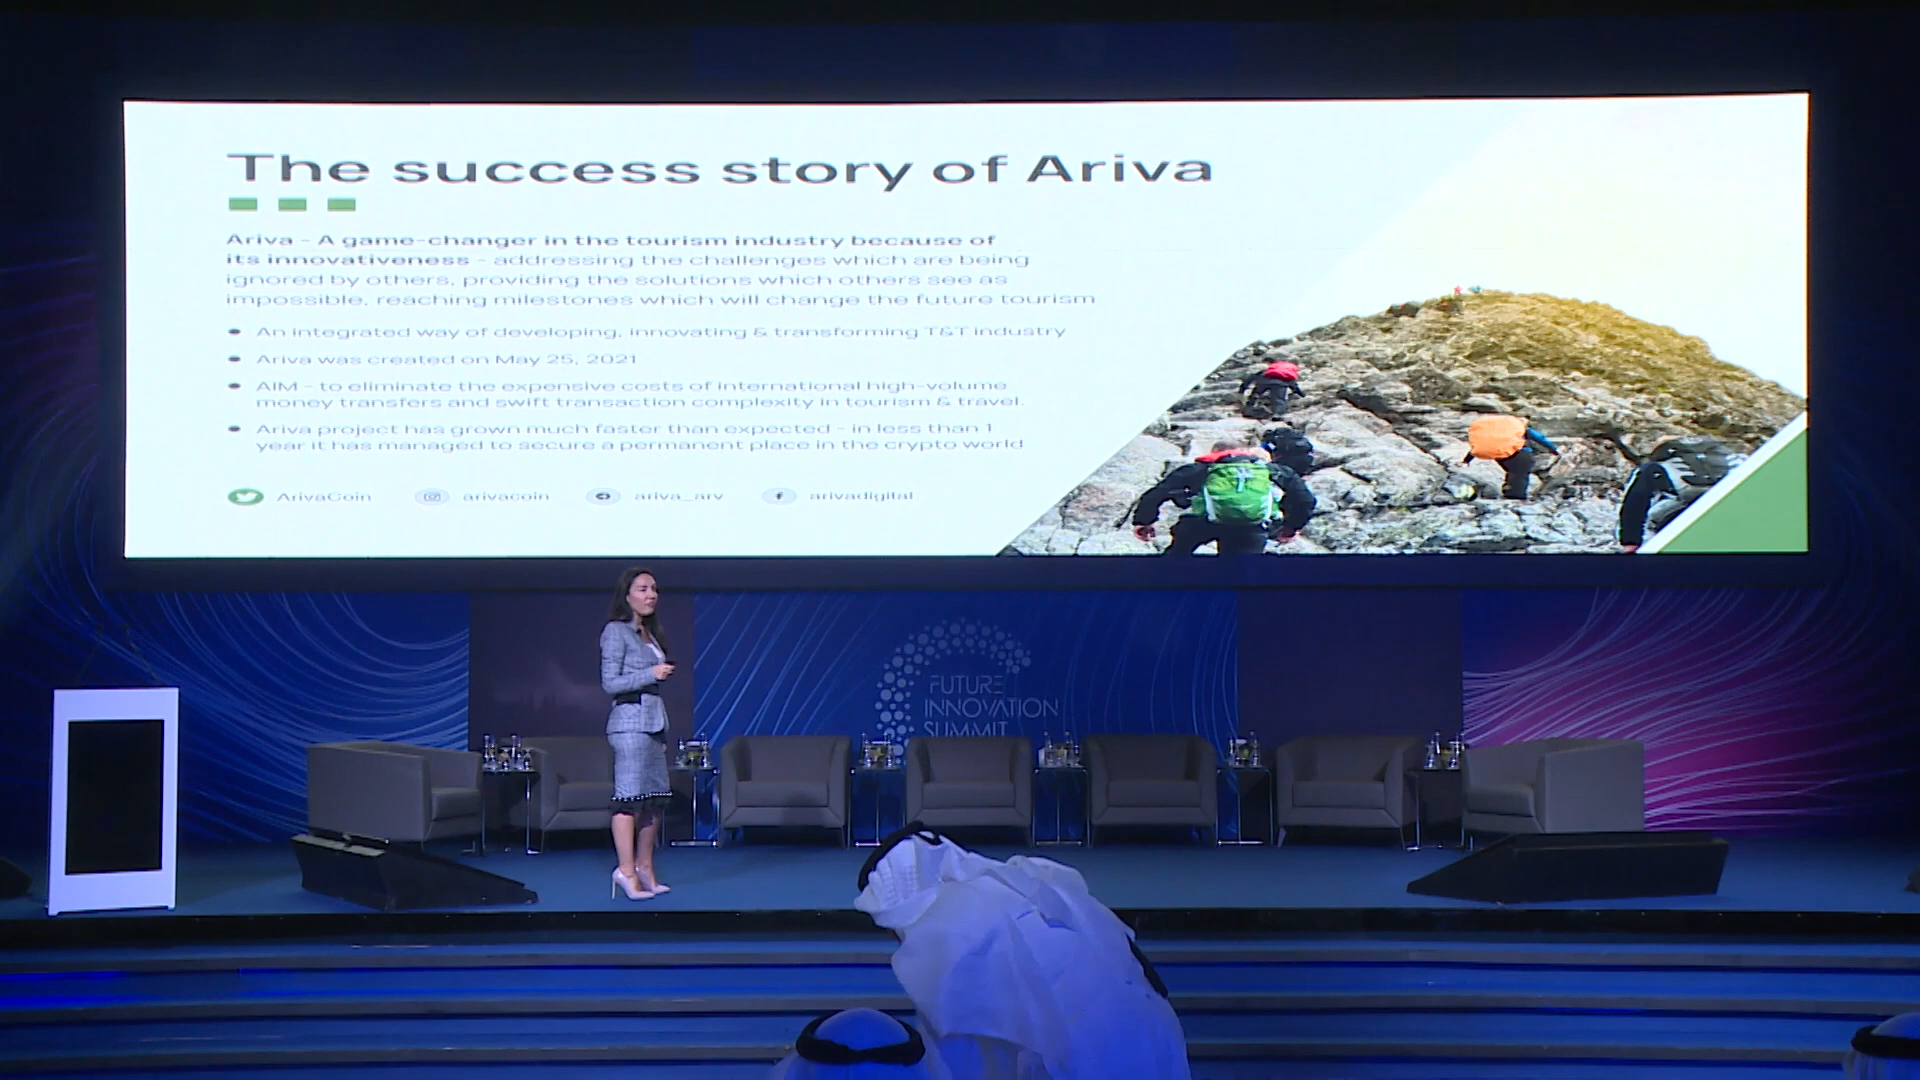 The success story of Ariva
Ariva - A game-changer in the tourism industry because of
its innovativeness - addressing the challenges which are being
ignored by others, providing the solutions which others see as
impossible, reaching milestones which will change the future tourism
An integrated way of developing, innovating & transforming T&T industry
Ariva was created on May 25, 2021
AIM - to eliminate the expensive costs of international high-volume
money transfers and swift transaction complexity in tourism & travel.
Ariva project has grown much faster than expected - in less than 1
year it has managed to secure a permanent place in the crypto world
ArivaCoin arivacoin ariva_arv arivadigital
FUTURE
INNOVATION
SUMMIT